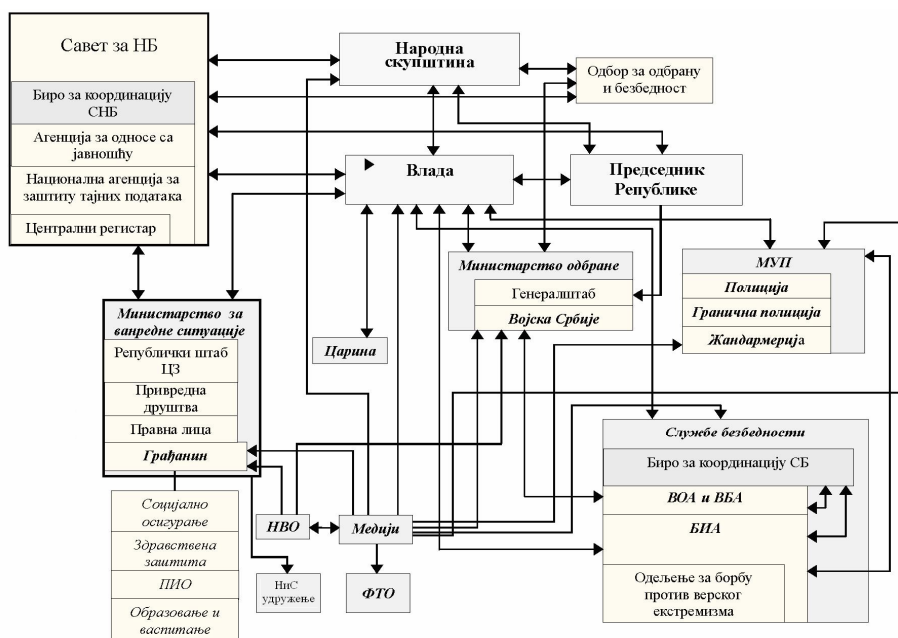 Савет за НБ
Биро за координацију
СНБ
Агенција за односе са
јавношћу
Национална агенција за
заштиту тајних података
Централни регистар
Народна
скупштина
Одбор за одбрану
и безбедност
Влада
Председник
Републике
Министарство за
ванредне ситуације
Републички штаб
ЦЗ
Привредна
друштва
Правна лица
Грађанин
Социјално
осигурање
Здравствена
заштита
ПИО
Образовање и
васпитање
Царина
Министарство одбране
Генералштаб
Војска Србије
МУП
Полиција
Гранична полиција
Жандармерија
Службе безбедности
Биро за координацију СБ
ВОА и ВБА
БИА
Одељење за борбу
против верског
екстремизма
НВО
Медији
НиС
удружење
ФТО